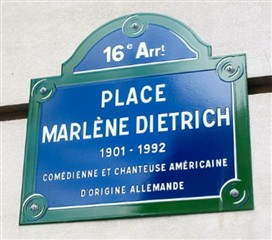 16e Arrt
PLACE
MARLÈNE DIETRICH
1901 - 1992
COMÉDIENNE ET CHANTEUSE AMÉRICAINE
D'ORIGINE ALLEMANDE